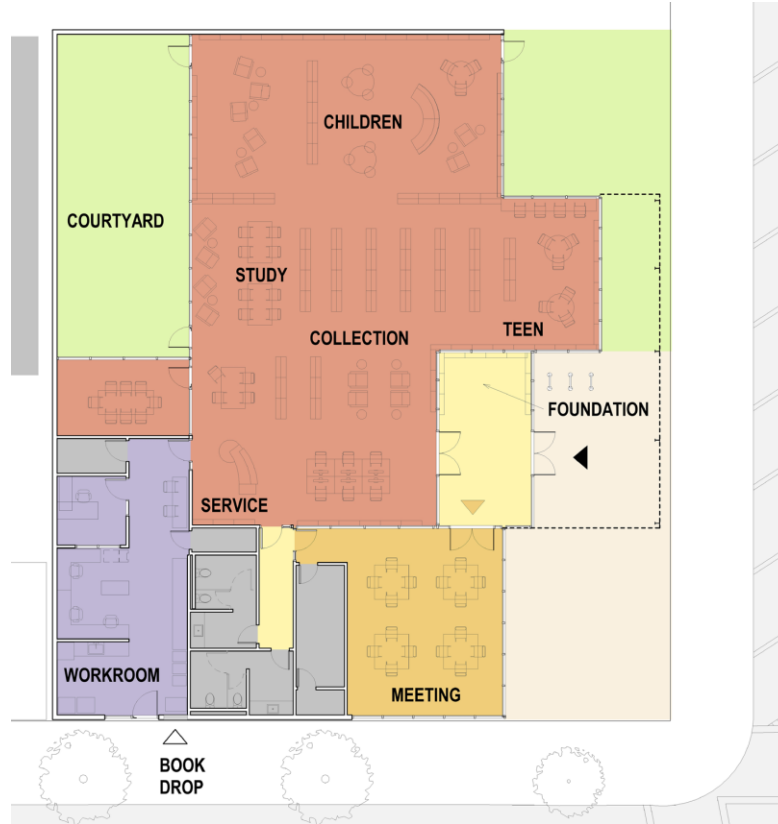 CHILDREN
COURTYARD
STUDY
COLLECTION
TEEN
FOUNDATION
SERVICE
WORKROOM
MEETING
BOOK
DROP